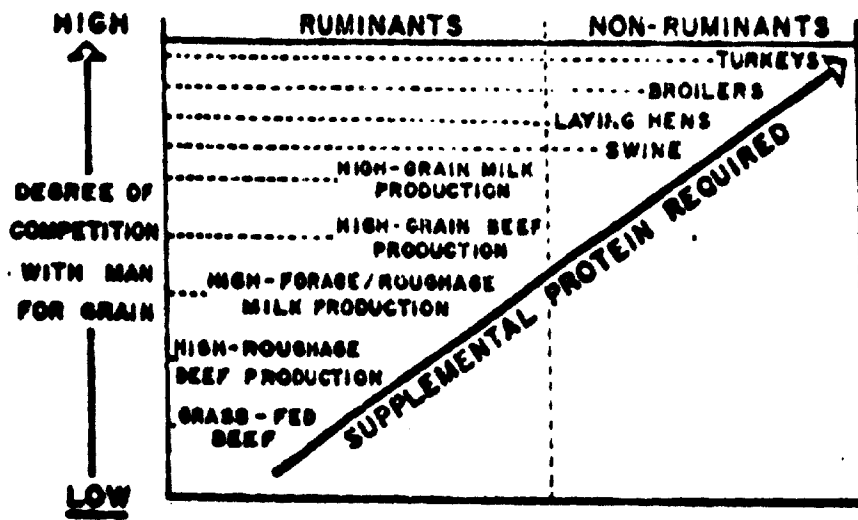 HIGH
RUMINANTS
NON-RUMINANTS
TURKEYS
BROILERS
LAYING HENS
SWINE
HIGH-GRAIN MILK
PRODUCTION
HIGH-GRAIN BEEF
PRODUCTION
HIGH-FORAGE/ROUGHAGE
MILK PRODUCTION
HIGH-ROUGHAGE
BEEF PRODUCTION
GRASS-FED
BEEF
SUPPLEMENTAL PROTEIN REQUIRED
DEGREE OF
COMPETITION
WITH MAN
FOR GRAIN
LOW